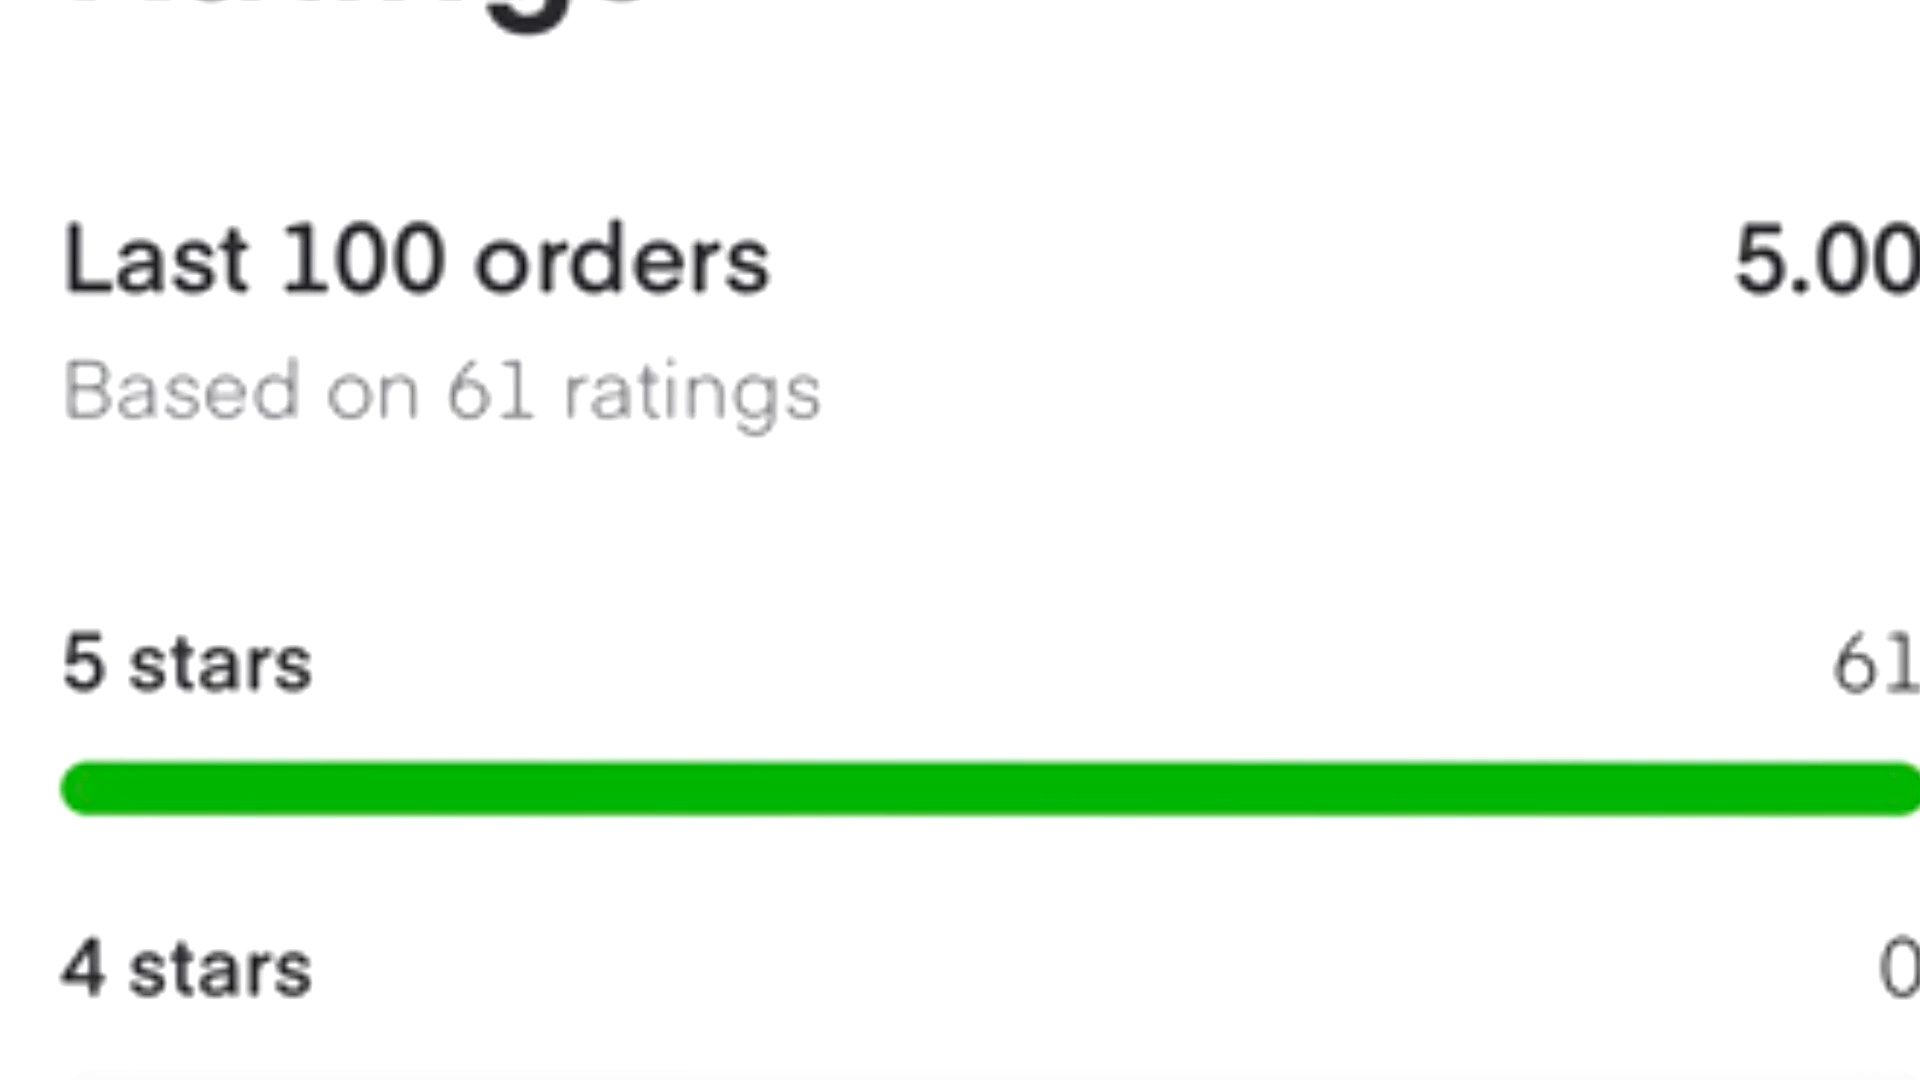 Last 100 orders 5.00
Based on 61 ratings
5 stars 61
4 stars 0